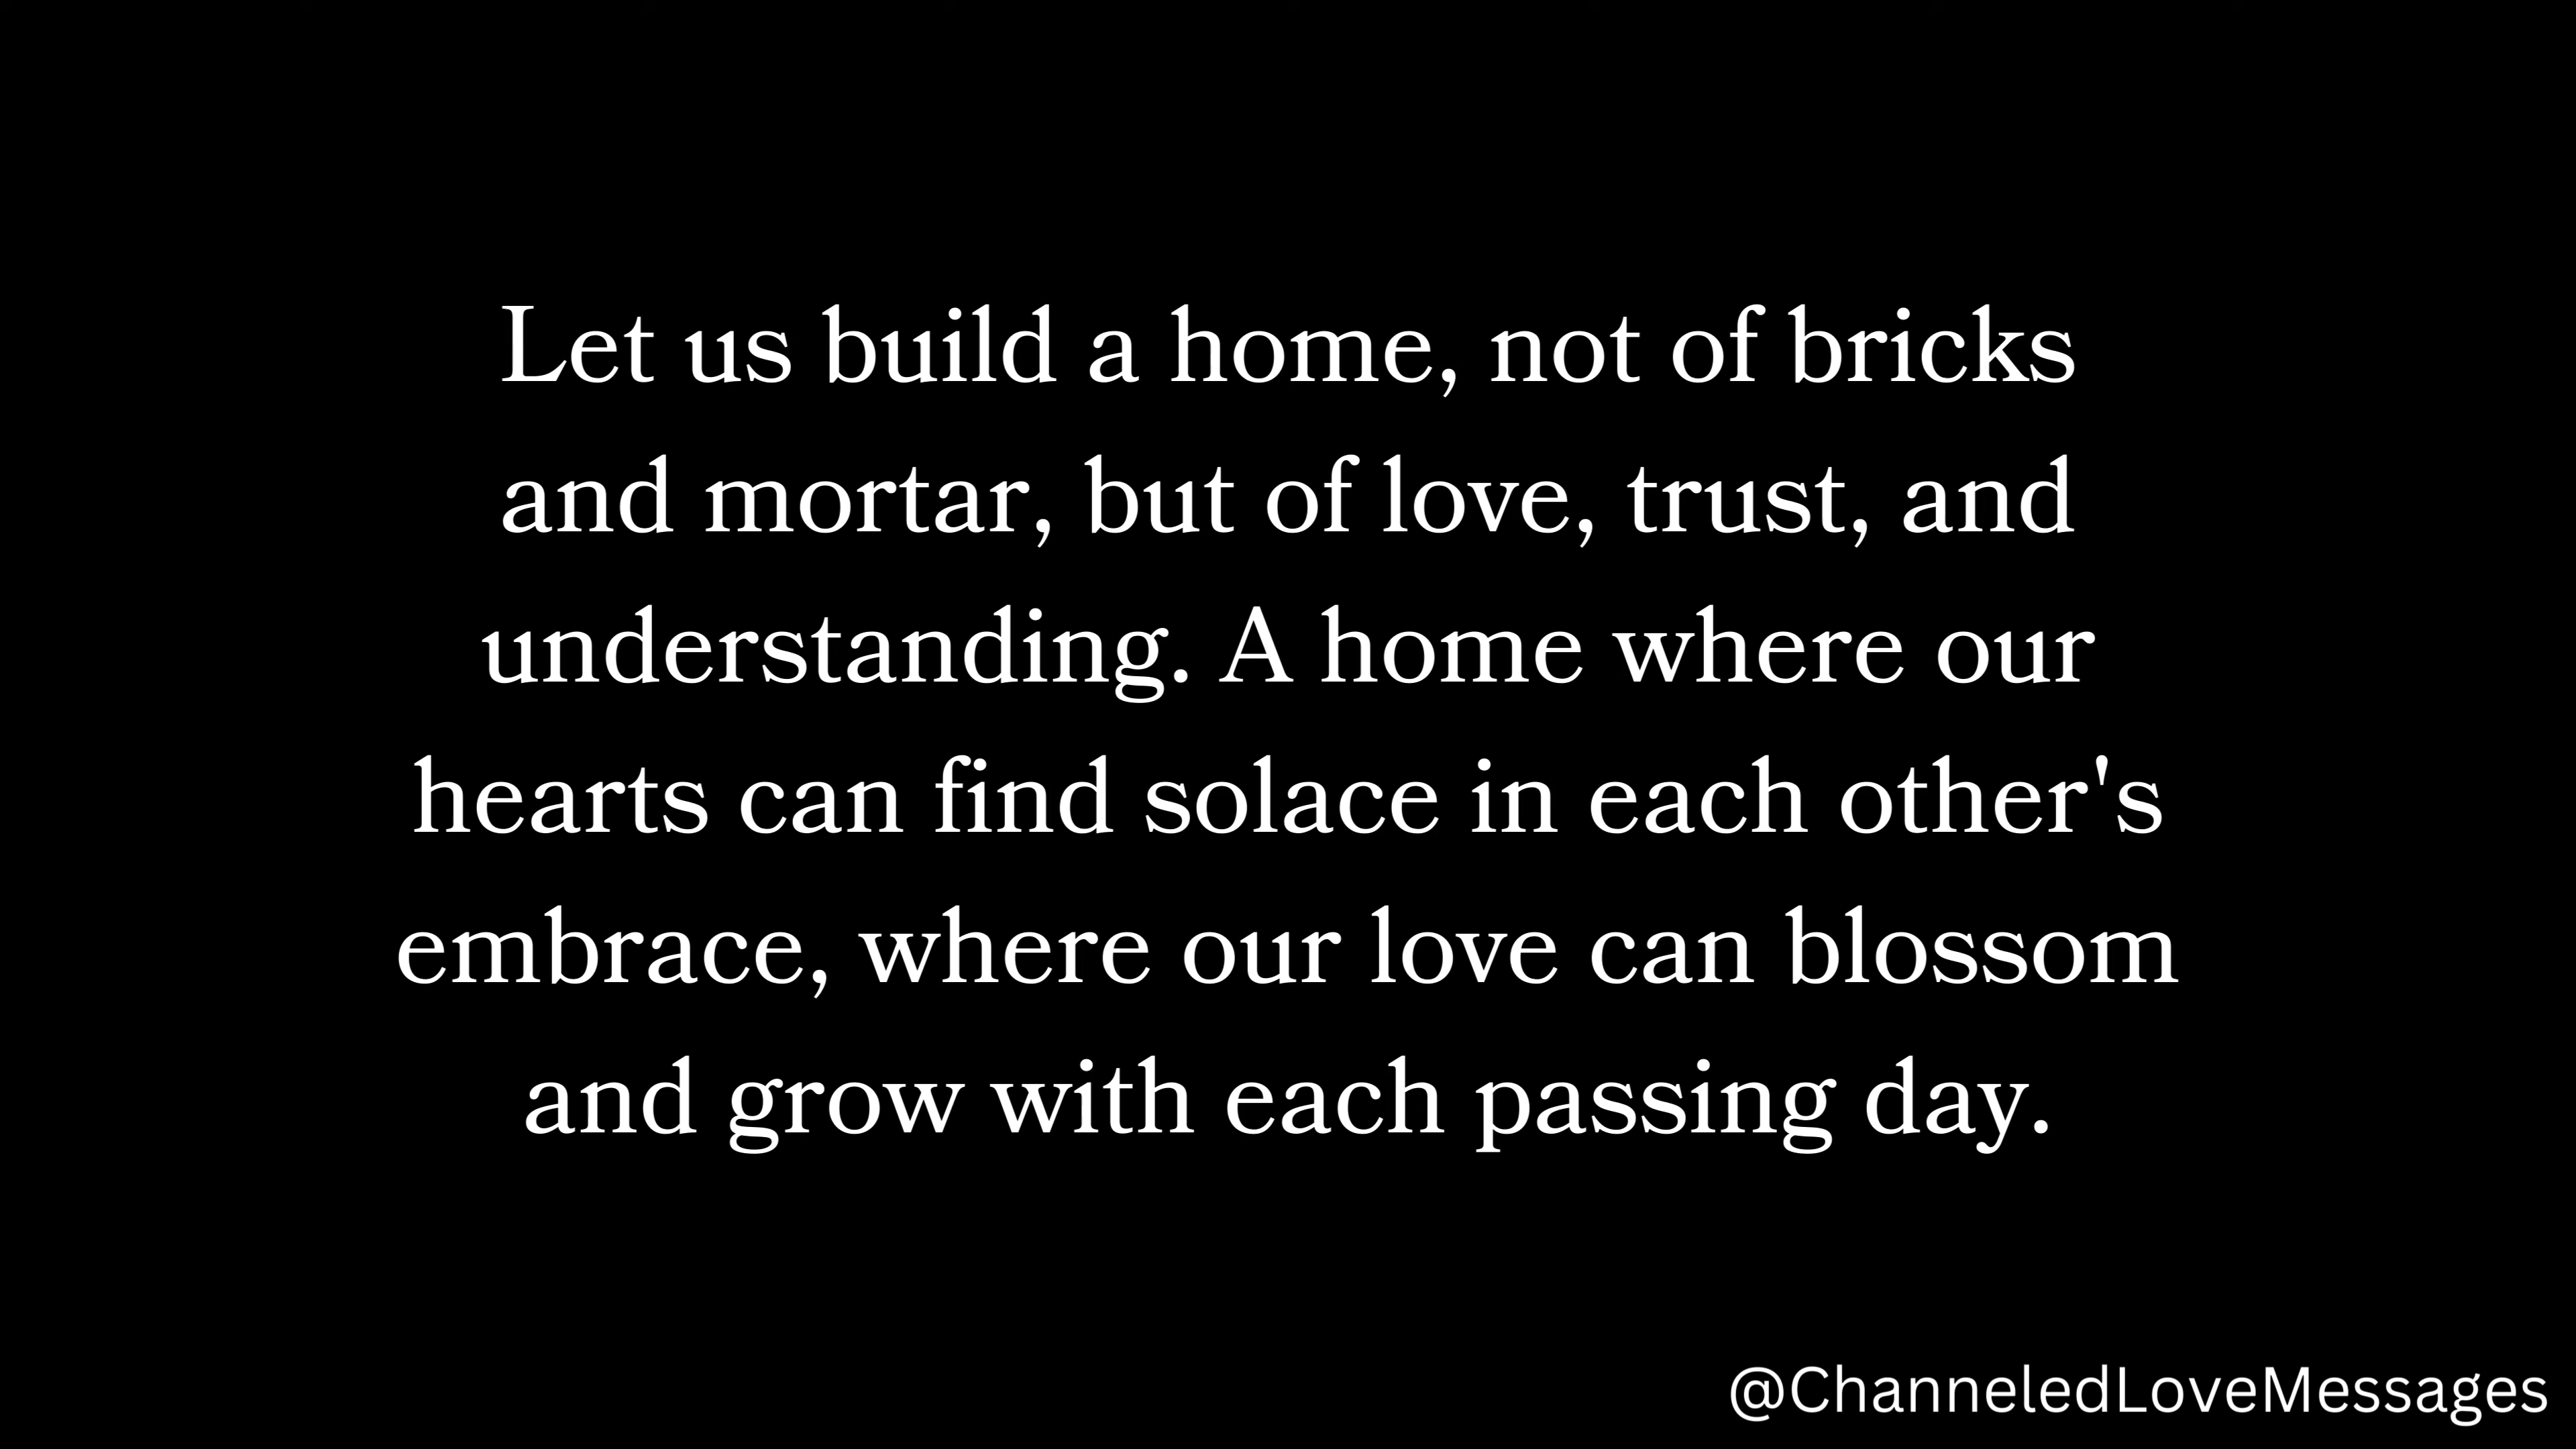 Let us build a home, not of bricks
and mortar, but of love, trust, and
understanding. A home where our
hearts can find solace in each other's
embrace, where our love can blossom
and grow with each passing day.
@ChanneledLoveMessages